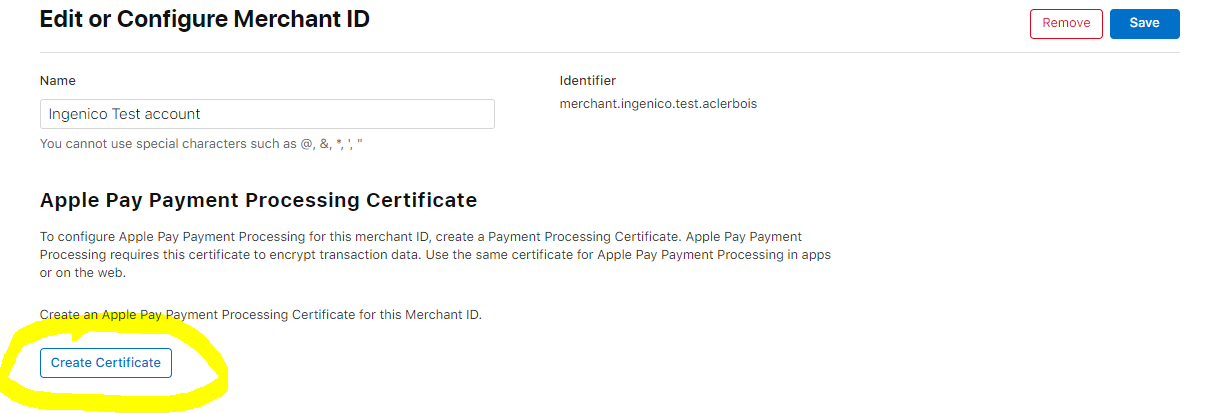 Edit or Configure Merchant ID
Remove
Save
Name
Identifier
Ingenico Test account
merchant.ingenico.test.aclerbois
You cannot use special characters such as @, &, *, ', "
Apple Pay Payment Processing Certificate
To configure Apple Pay Payment Processing for this merchant ID, create a Payment Processing Certificate. Apple Pay Payment
Processing requires this certificate to encrypt transaction data. Use the same certificate for Apple Pay Payment Processing in apps
or on the web.
Create an Apple Pay Payment Processing Certificate for this Merchant ID.
Create Certificate